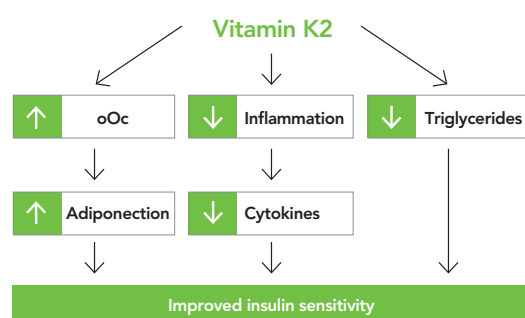 Vitamin K2
oOc
Inflammation
Triglycerides
Adiponection
Cytokines
Improved insulin sensitivity